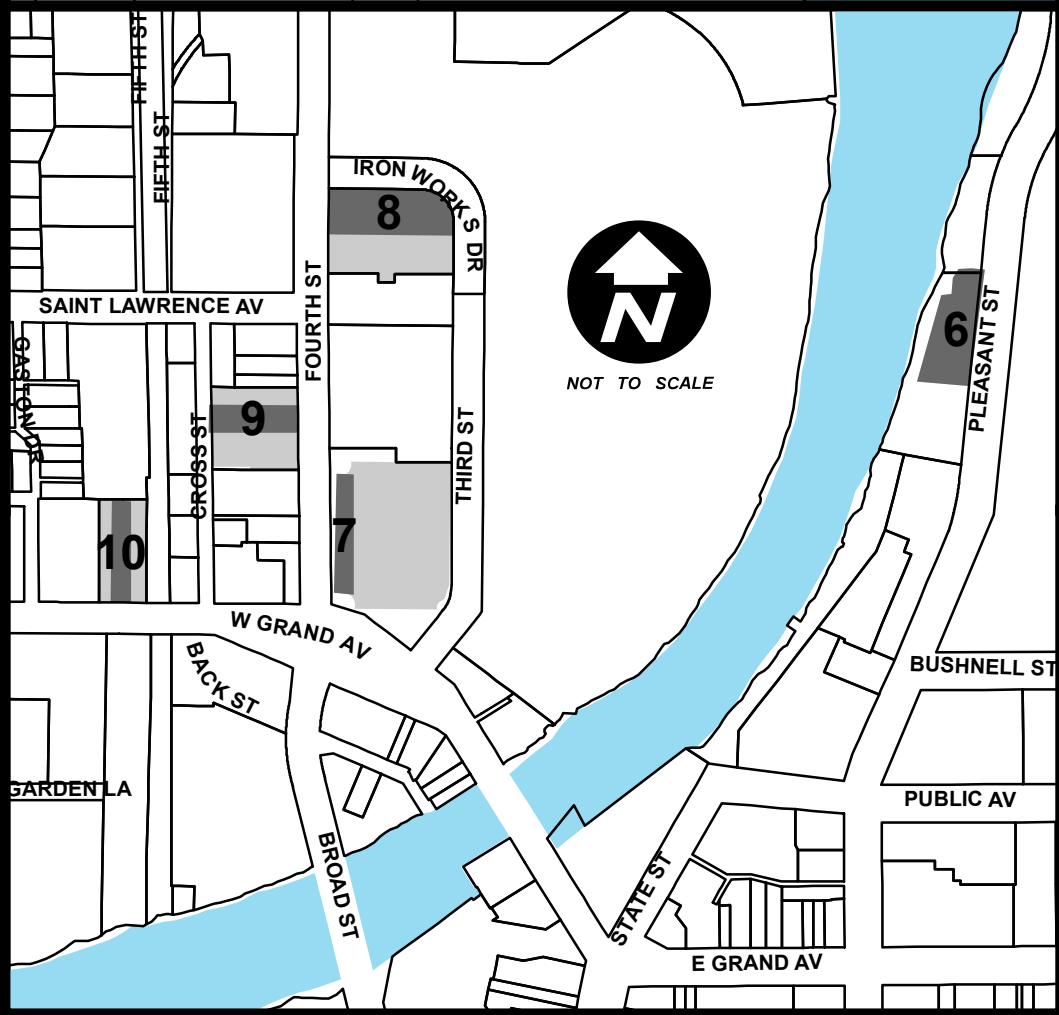 FIFTH ST
FIFTH ST
IRON WORKS DR
8
SAINT LAWRENCE AV
FOURTH ST
N
NOT TO SCALE
6
PLEASANT ST
GASTON DR
CROSS ST
9
THIRD ST
7
10
W GRAND AV
BACK ST
BUSHNELL ST
GARDEN LA
PUBLIC AV
BROAD ST
STATE ST
E GRAND AV